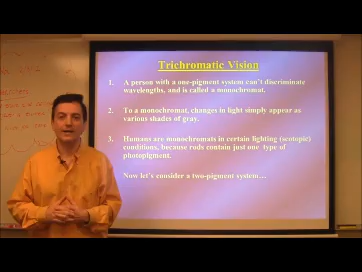 Trichromatic Vision
1. A person with a one-pigment system can't discriminate
wavelengths, and is called a monochromat.
2. To a monochromat, changes in light simply appear as
various shades of gray.
3. Humans are monochromats in certain lighting (scotopic)
conditions, because rods contain just one type of
photopigment.
Now let's consider a two-pigment system…